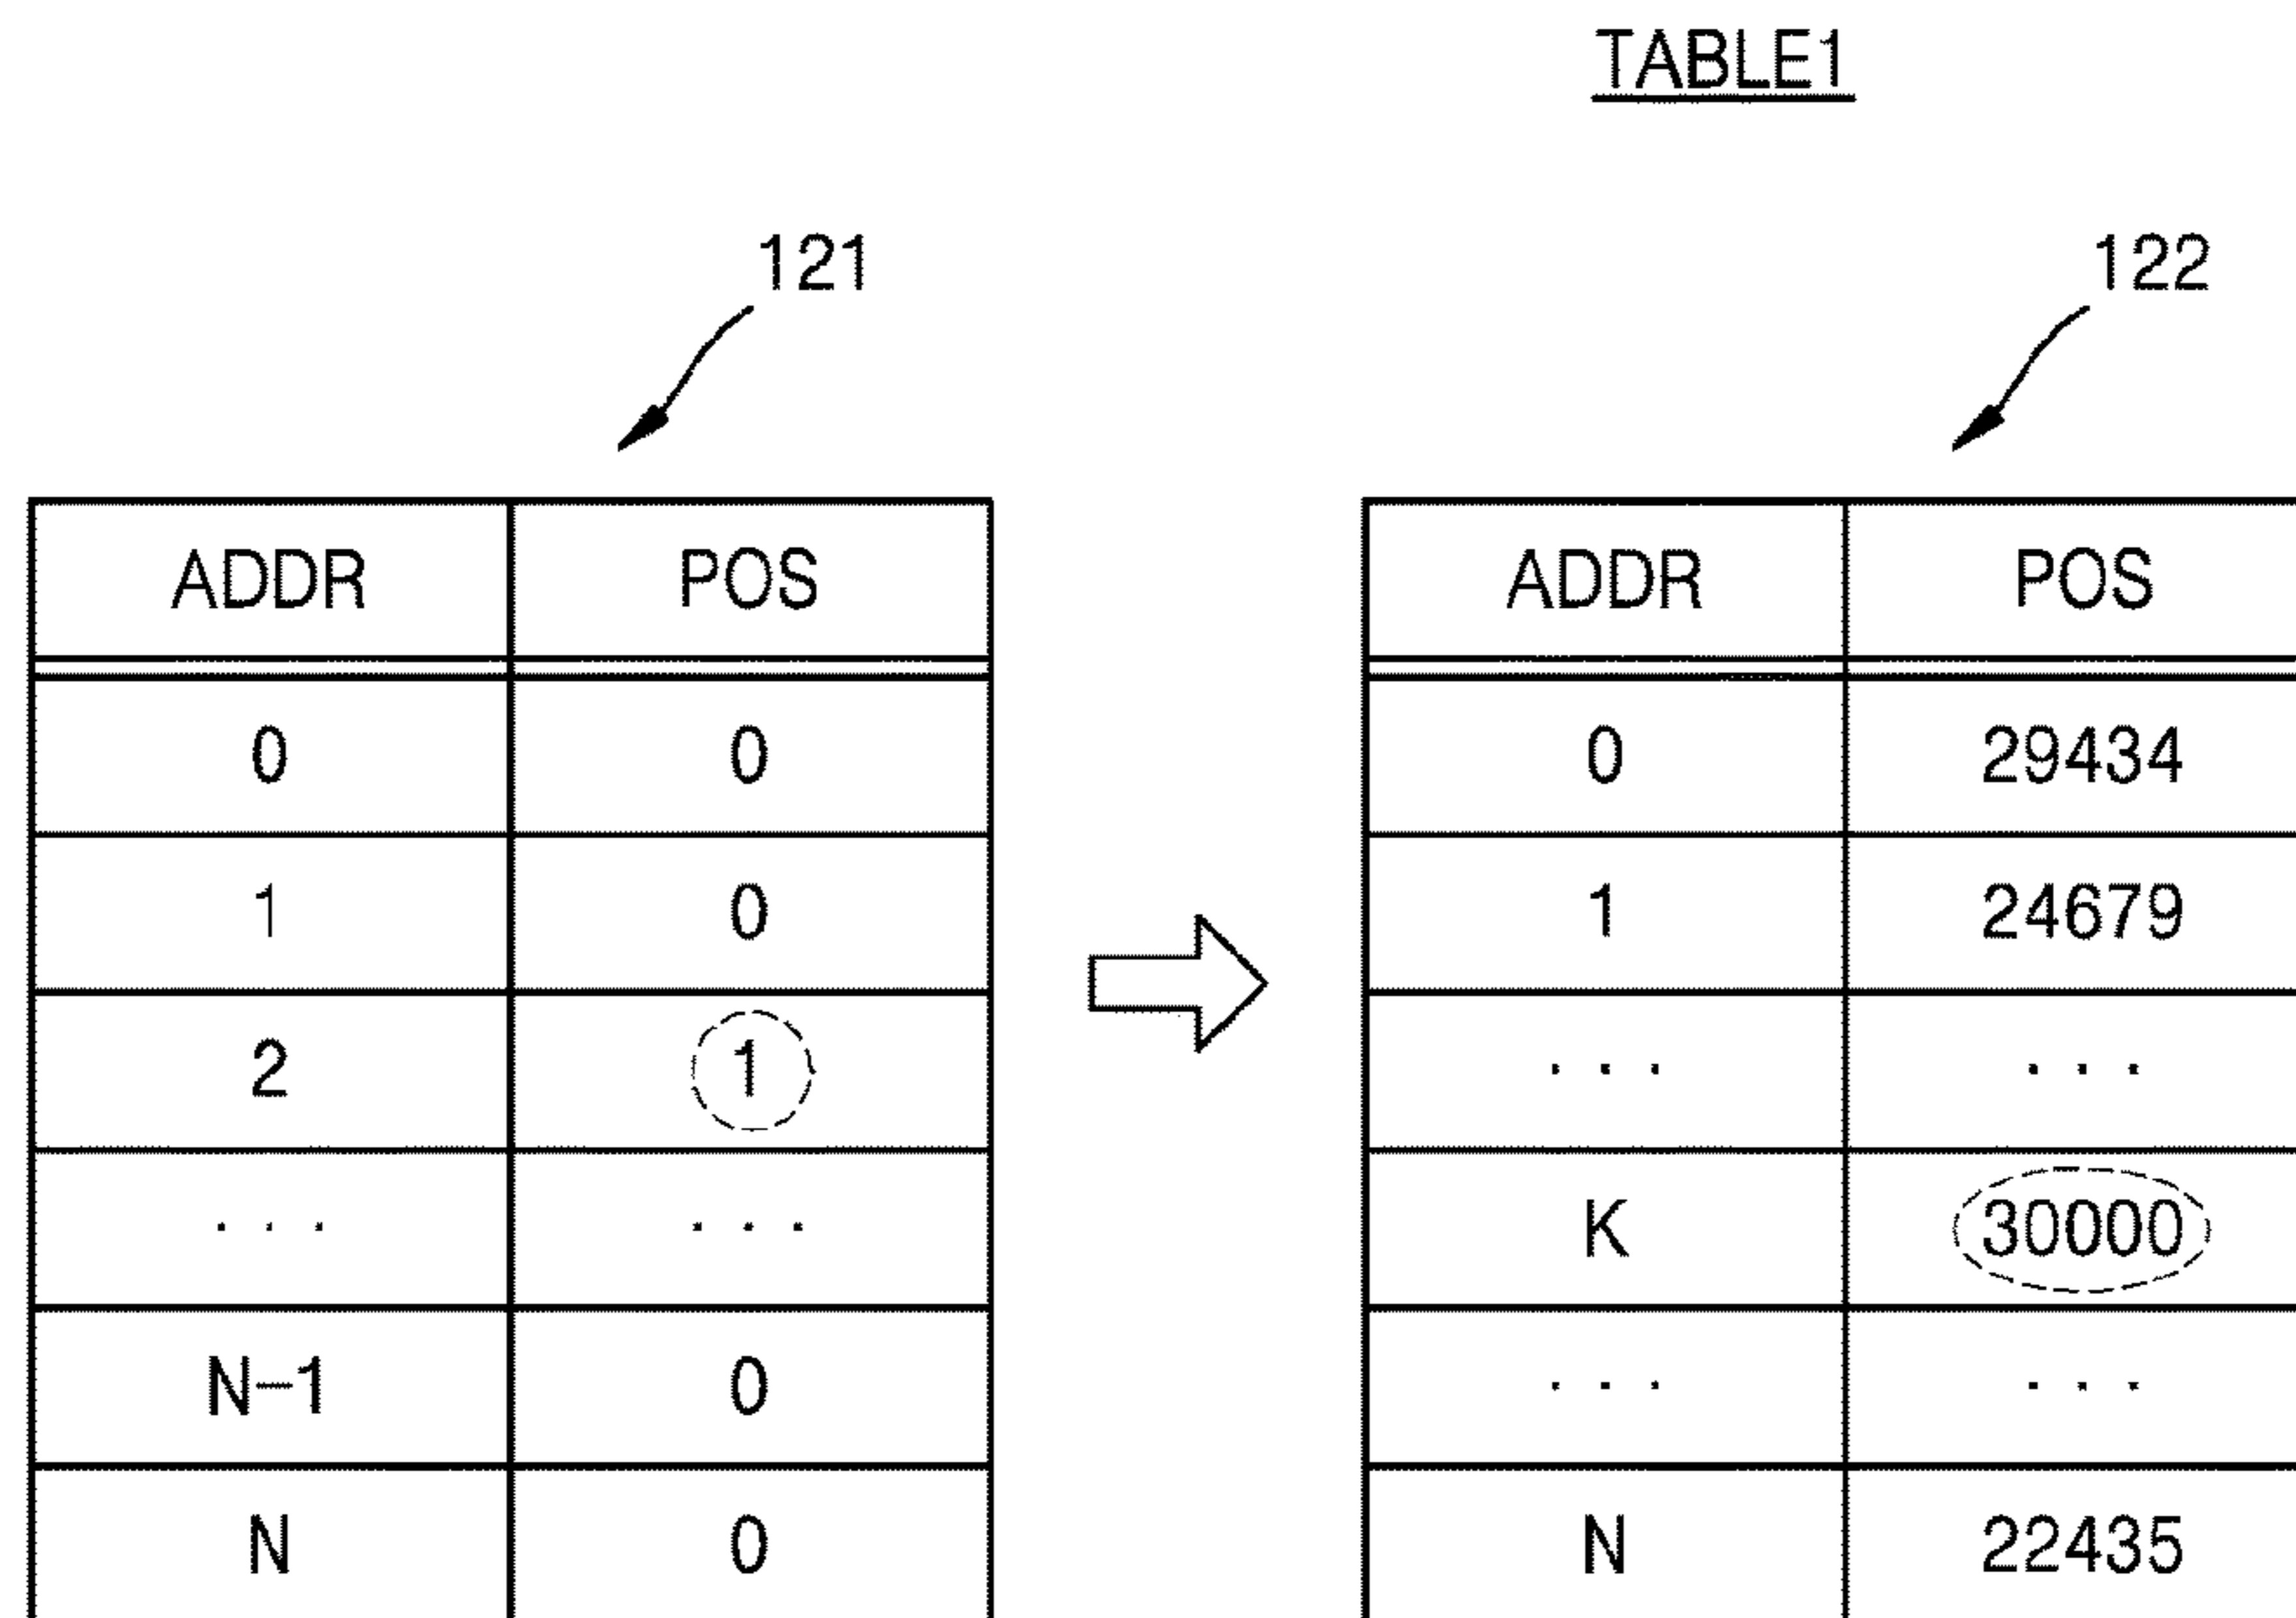 TABLE1
121
122
ADDR POS
0 0
1 0
2 1
... ...
N-1 0
N 0
ADDR POS
0 29434
1 24679
... ...
K 30000
... ...
N 22435